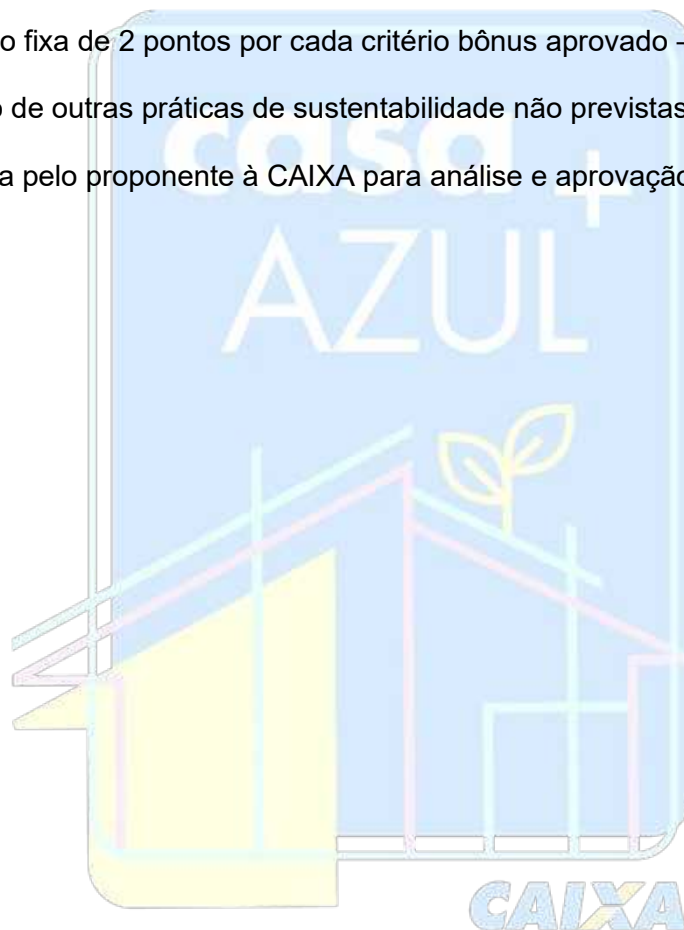 o fixa de 2 pontos por cada critério bônus aprovado -
o de outras práticas de sustentabilidade não previstas
a pelo proponente à CAIXA para análise e aprovação
casa +
AZUL
CAIXA